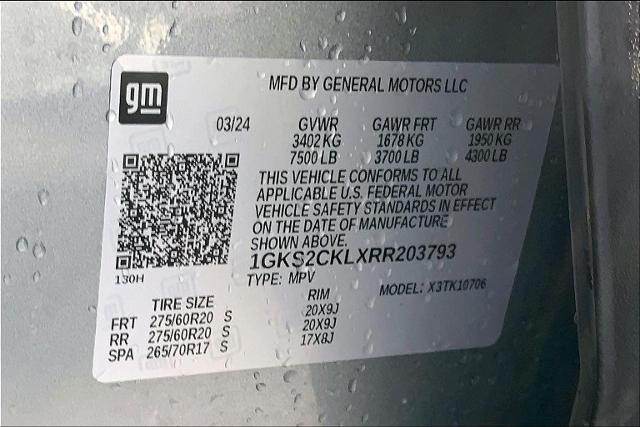 gm
MFD BY GENERAL MOTORS LLC
03/24 GVWR GAWR FRT GAWR RR
3402 KG 1678 KG 1950 KG
7500 LB 3700 LB 4300 LB
THIS VEHICLE CONFORMS TO ALL
APPLICABLE U.S. FEDERAL MOTOR
VEHICLE SAFETY STANDARDS IN EFFECT
ON THE DATE OF MANUFACTURE
SHOWN ABOVE.
1GKS2CKLXRR203793
130H
TYPE: MPV
MODEL: X3TK10706
TIRE SIZE RIM
FRT 275/60R20 S 20X9J
RR 275/60R20 S 20X9J
SPA 265/70R17 S 17X8J